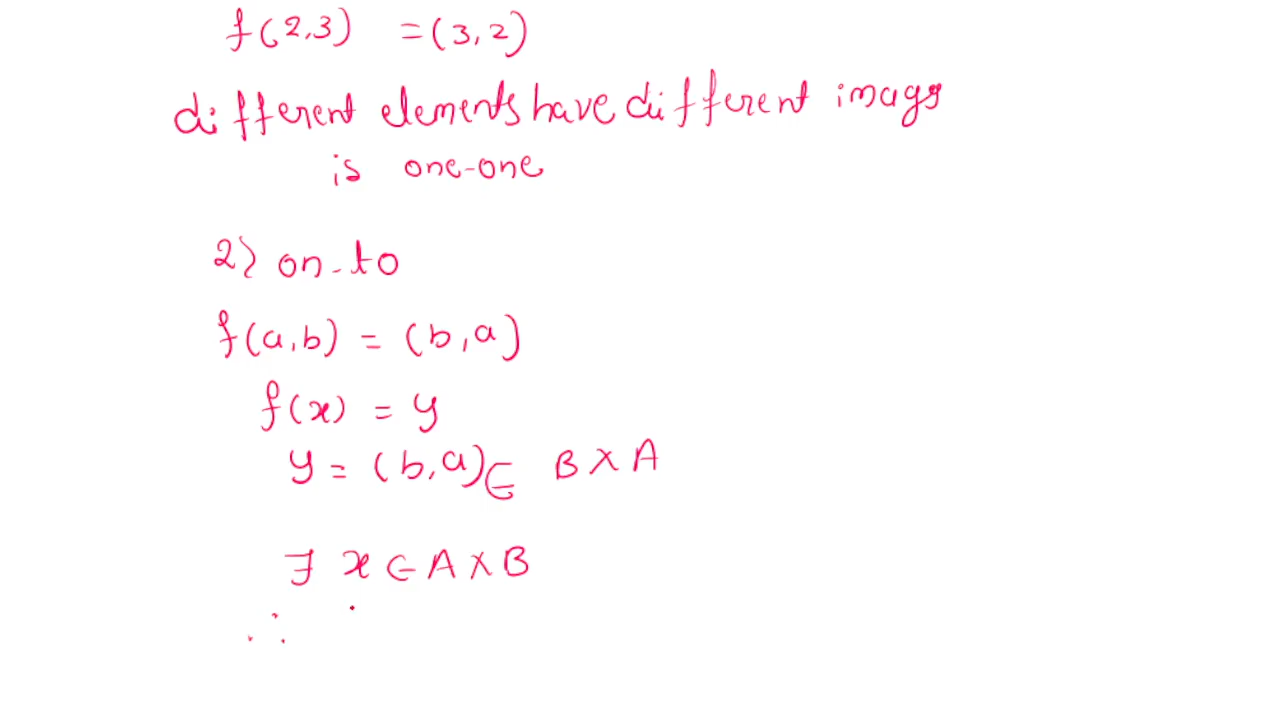 f(2,3) = (3,2)
different elements have different imags
is one-one
2) on-to
f(a,b) = (b,a)
f(x) = y
y = (b,a) ∈ B X A
∃ x ∈ A X B
∴